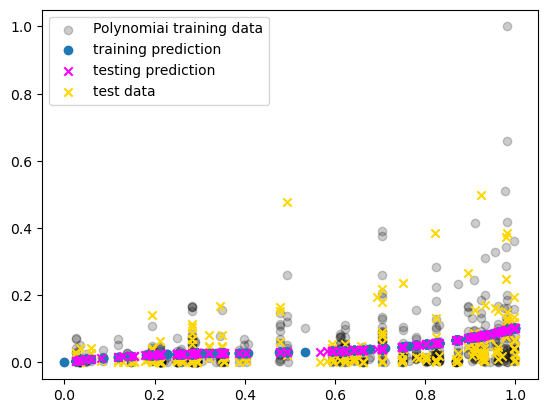 Polynomiai training data
training prediction
testing prediction
test data
1.0
0.8
0.6
0.4
0.2
0.0
0.0 0.2 0.4 0.6 0.8 1.0